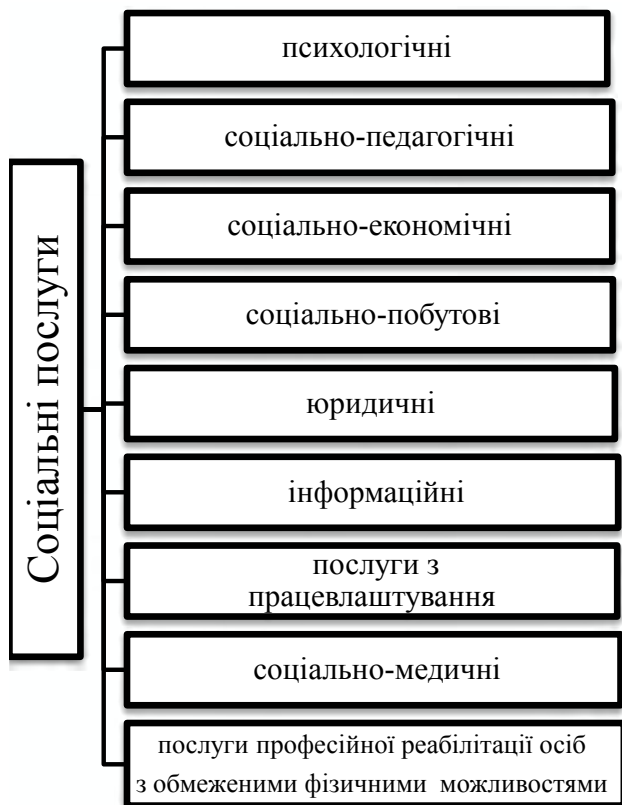 Соціальні послуги
психологічні
соціально-педагогічні
соціально-економічні
соціально-побутові
юридичні
інформаційні
послуги з
працевлаштування
соціально-медичні
послуги професійної реабілітації осіб
з обмеженими фізичними можливостями